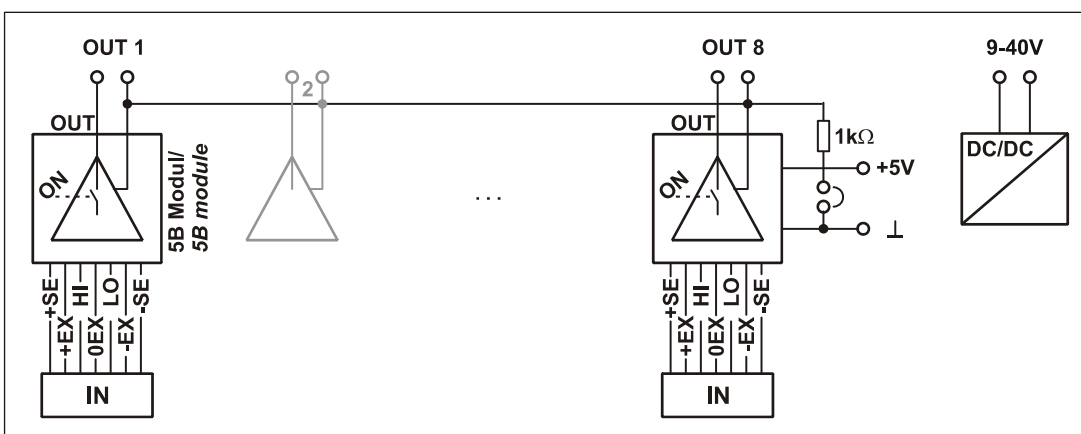 OUT 1
2
OUT 8
9-40V
OUT
ON
5B Modul/
5B module
...
OUT
ON
1kΩ
+5V
⊥
DC/DC
+SE
+EX
HI
0EX
LO
-EX
-SE
IN
+SE
+EX
HI
0EX
LO
-EX
-SE
IN